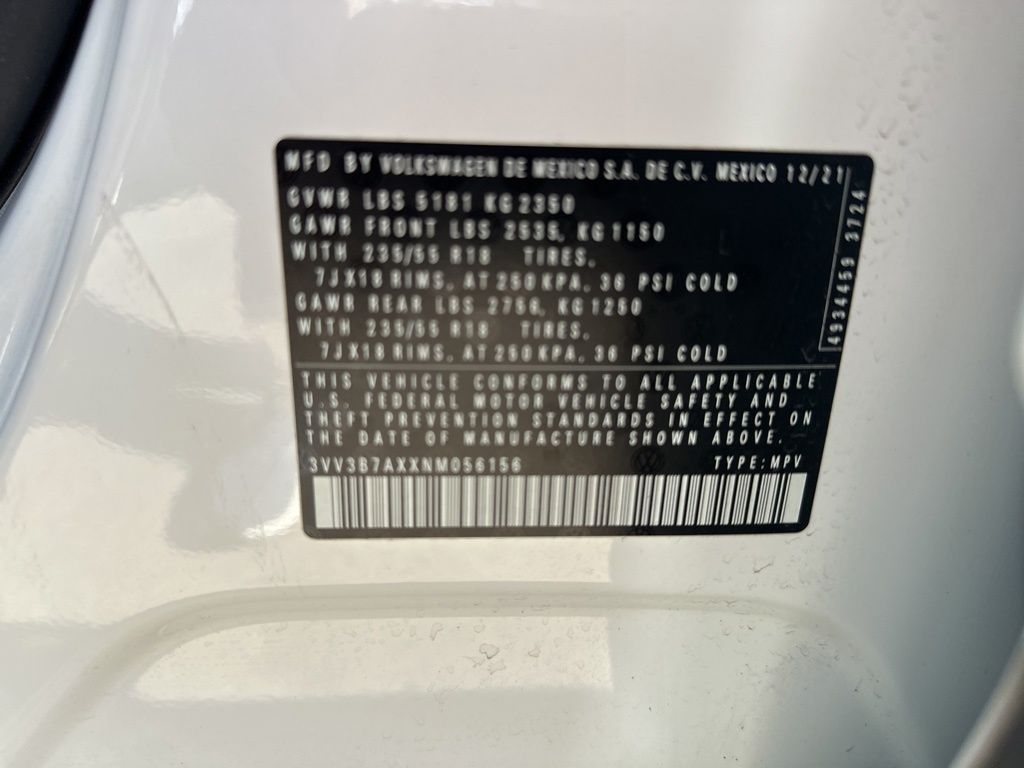 MFD BY VOLKSWAGEN DE MEXICO S.A. DE C.V. MEXICO 12/21
GVWR LBS 5181 KG 2350
GAWR FRONT LBS 2535, KG 1150
WITH 235/55 R18 TIRES.
7JX18 RIMS, AT 250 KPA, 36 PSI COLD
GAWR REAR LBS 2756, KG 1250
WITH 235/55 R18 TIRES.
7JX18 RIMS, AT 250 KPA, 36 PSI COLD
4934459 3724
THIS VEHICLE CONFORMS TO ALL APPLICABLE
U.S. FEDERAL MOTOR VEHICLE SAFETY AND
THEFT PREVENTION STANDARDS IN EFFECT ON
THE DATE OF MANUFACTURE SHOWN ABOVE.
3VV3B7AXXNM056156 TYPE:MPV